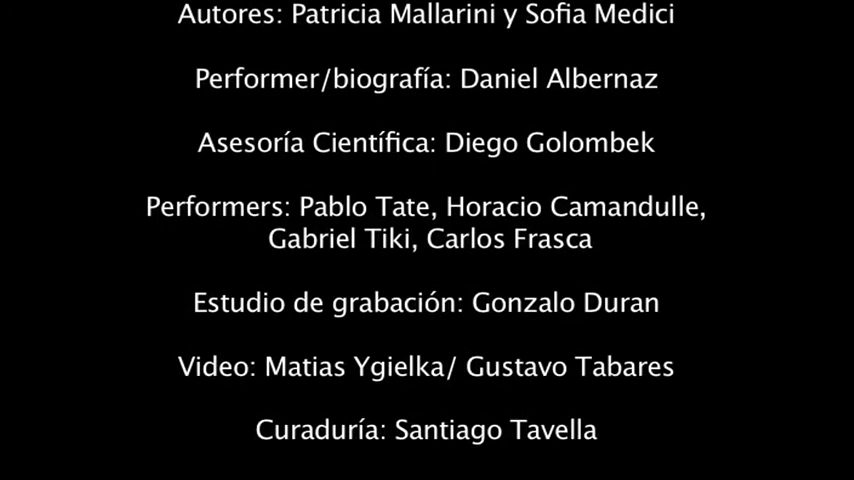 Autores: Patricia Mallarini y Sofia Medici
Performer/biografía: Daniel Albernaz
Asesoría Científica: Diego Golombek
Performers: Pablo Tate, Horacio Camandulle,
Gabriel Tiki, Carlos Frasca
Estudio de grabación: Gonzalo Duran
Video: Matias Ygielka/ Gustavo Tabares
Curaduría: Santiago Tavella